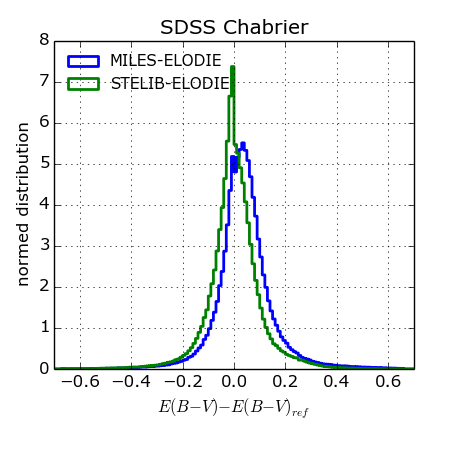 SDSS Chabrier
8
7
6
5
4
3
2
1
0
normed distribution
MILES-ELODIE
STELIB-ELODIE
−0.6 −0.4 −0.2 0.0 0.2 0.4 0.6
E(B−V)−E(B−V)ref